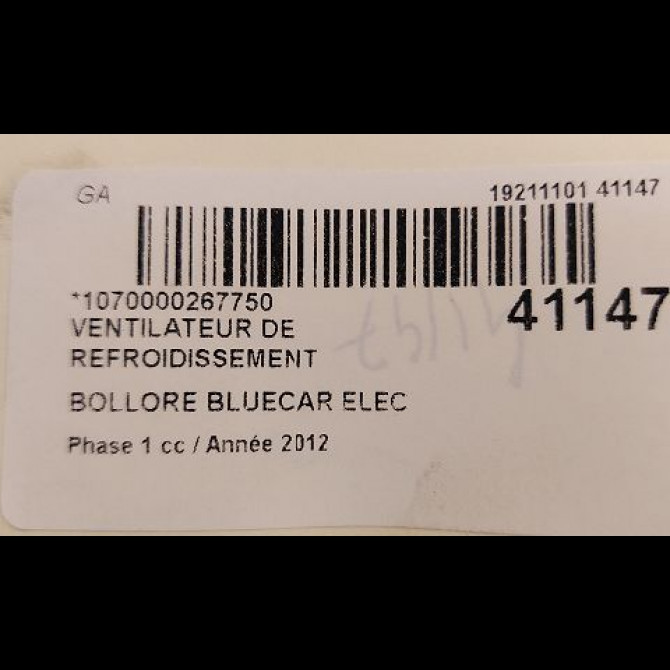 GA
19211101 41147
*1070000267750
41147
VENTILATEUR DE
REFROIDISSEMENT
BOLLORE BLUECAR ELEC
Phase 1 cc / Année 2012